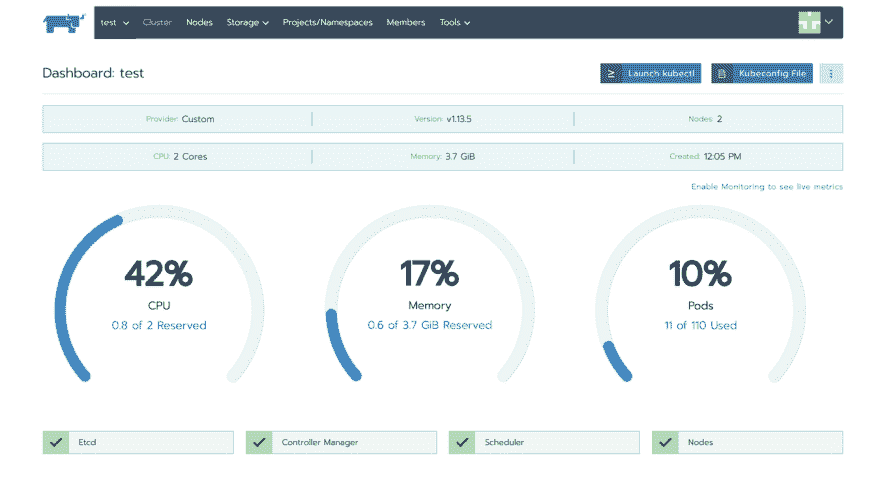 test Cluster Nodes Storage Projects/Namespaces Members Tools
Dashboard: test
Launch kubectl Kubeconfig File
Provider: Custom Version: v1.13.5 Nodes: 2
CPU: 2 Cores Memory: 3.7 GiB Created: 12:05 PM
Enable Monitoring to see live metrics
42% 17% 10%
CPU Memory Pods
0.8 of 2 Reserved 0.6 of 3.7 GiB Reserved 11 of 110 Used
Etcd Controller Manager Scheduler Nodes